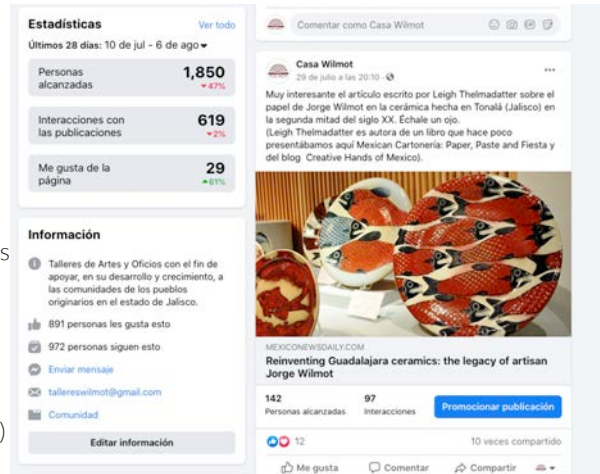 Estadísticas
Ver todo
Últimos 28 días: 10 de jul - 6 de ago
Personas
alcanzadas
1,850
47%
Interacciones con
las publicaciones
619
2%
Me gusta de la
página
29
61%
Información
s
Talleres de Artes y Oficios con el fin de
apoyar, en su desarrollo y crecimiento, a
las comunidades de los pueblos
originarios en el estado de Jalisco.
891 personas les gusta esto
972 personas siguen esto
Enviar mensaje
tallereswilmot@gmail.com
Comunidad
)
Editar información
Comentar como Casa Wilmot
Casa Wilmot
29 de julio a las 20:10 ·
Muy interesante el artículo escrito por Leigh Thelmadatter sobre el
papel de Jorge Wilmot en la cerámica hecha en Tonalá (Jalisco) en
la segunda mitad del siglo XX. Échale un ojo.
(Leigh Thelmadatter es autora de un libro que hace poco
presentábamos aquí Mexican Cartonería: Paper, Paste and Fiesta y
del blog Creative Hands of Mexico).
MEXICONEWSDAILY.COM
Reinventing Guadalajara ceramics: the legacy of artisan
Jorge Wilmot
142
Personas alcanzadas
97
Interacciones
Promocionar publicación
12
10 veces compartido
Me gusta
Comentar
Compartir